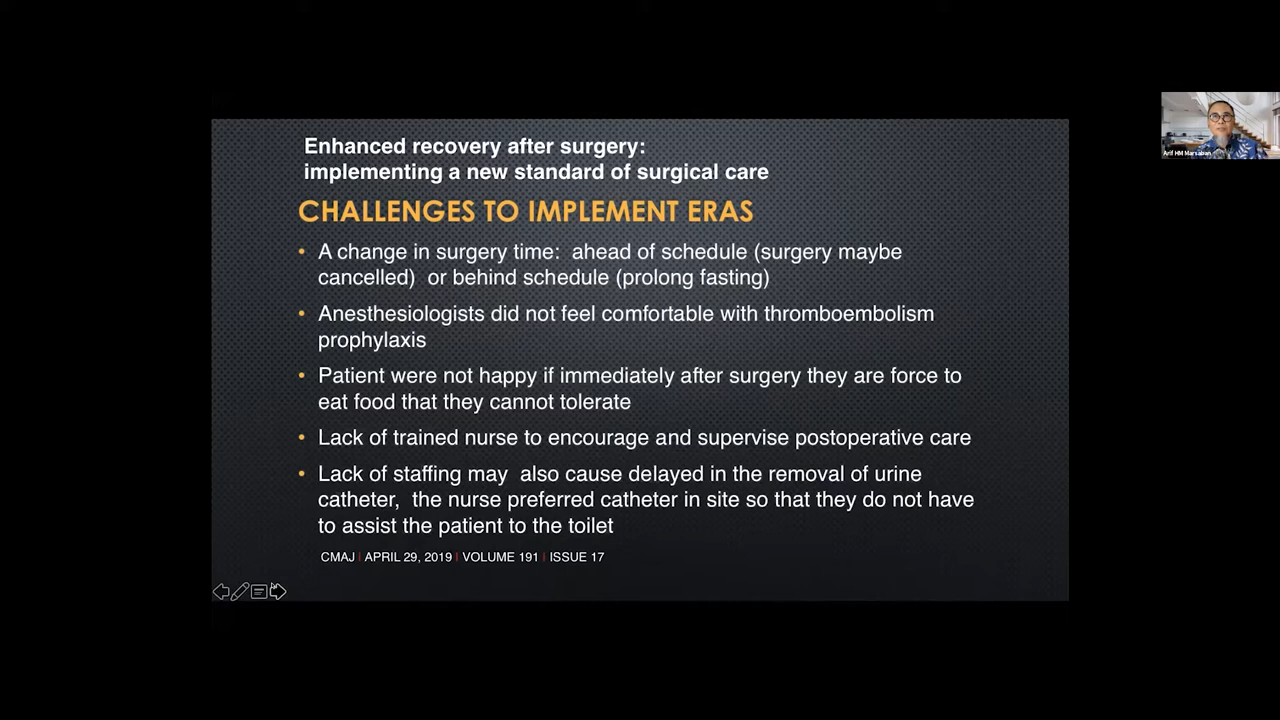 Enhanced recovery after surgery:
implementing a new standard of surgical care
CHALLENGES TO IMPLEMENT ERAS
• A change in surgery time:  ahead of schedule (surgery maybe
cancelled)  or behind schedule (prolong fasting)
• Anesthesiologists did not feel comfortable with thromboembolism
prophylaxis
• Patient were not happy if immediately after surgery they are force to
eat food that they cannot tolerate
• Lack of trained nurse to encourage and supervise postoperative care
• Lack of staffing may  also cause delayed in the removal of urine
catheter,  the nurse preferred catheter in site so that they do not have
to assist the patient to the toilet
CMAJ | APRIL 29, 2019 | VOLUME 191 | ISSUE 17
Arif HM Marsaban